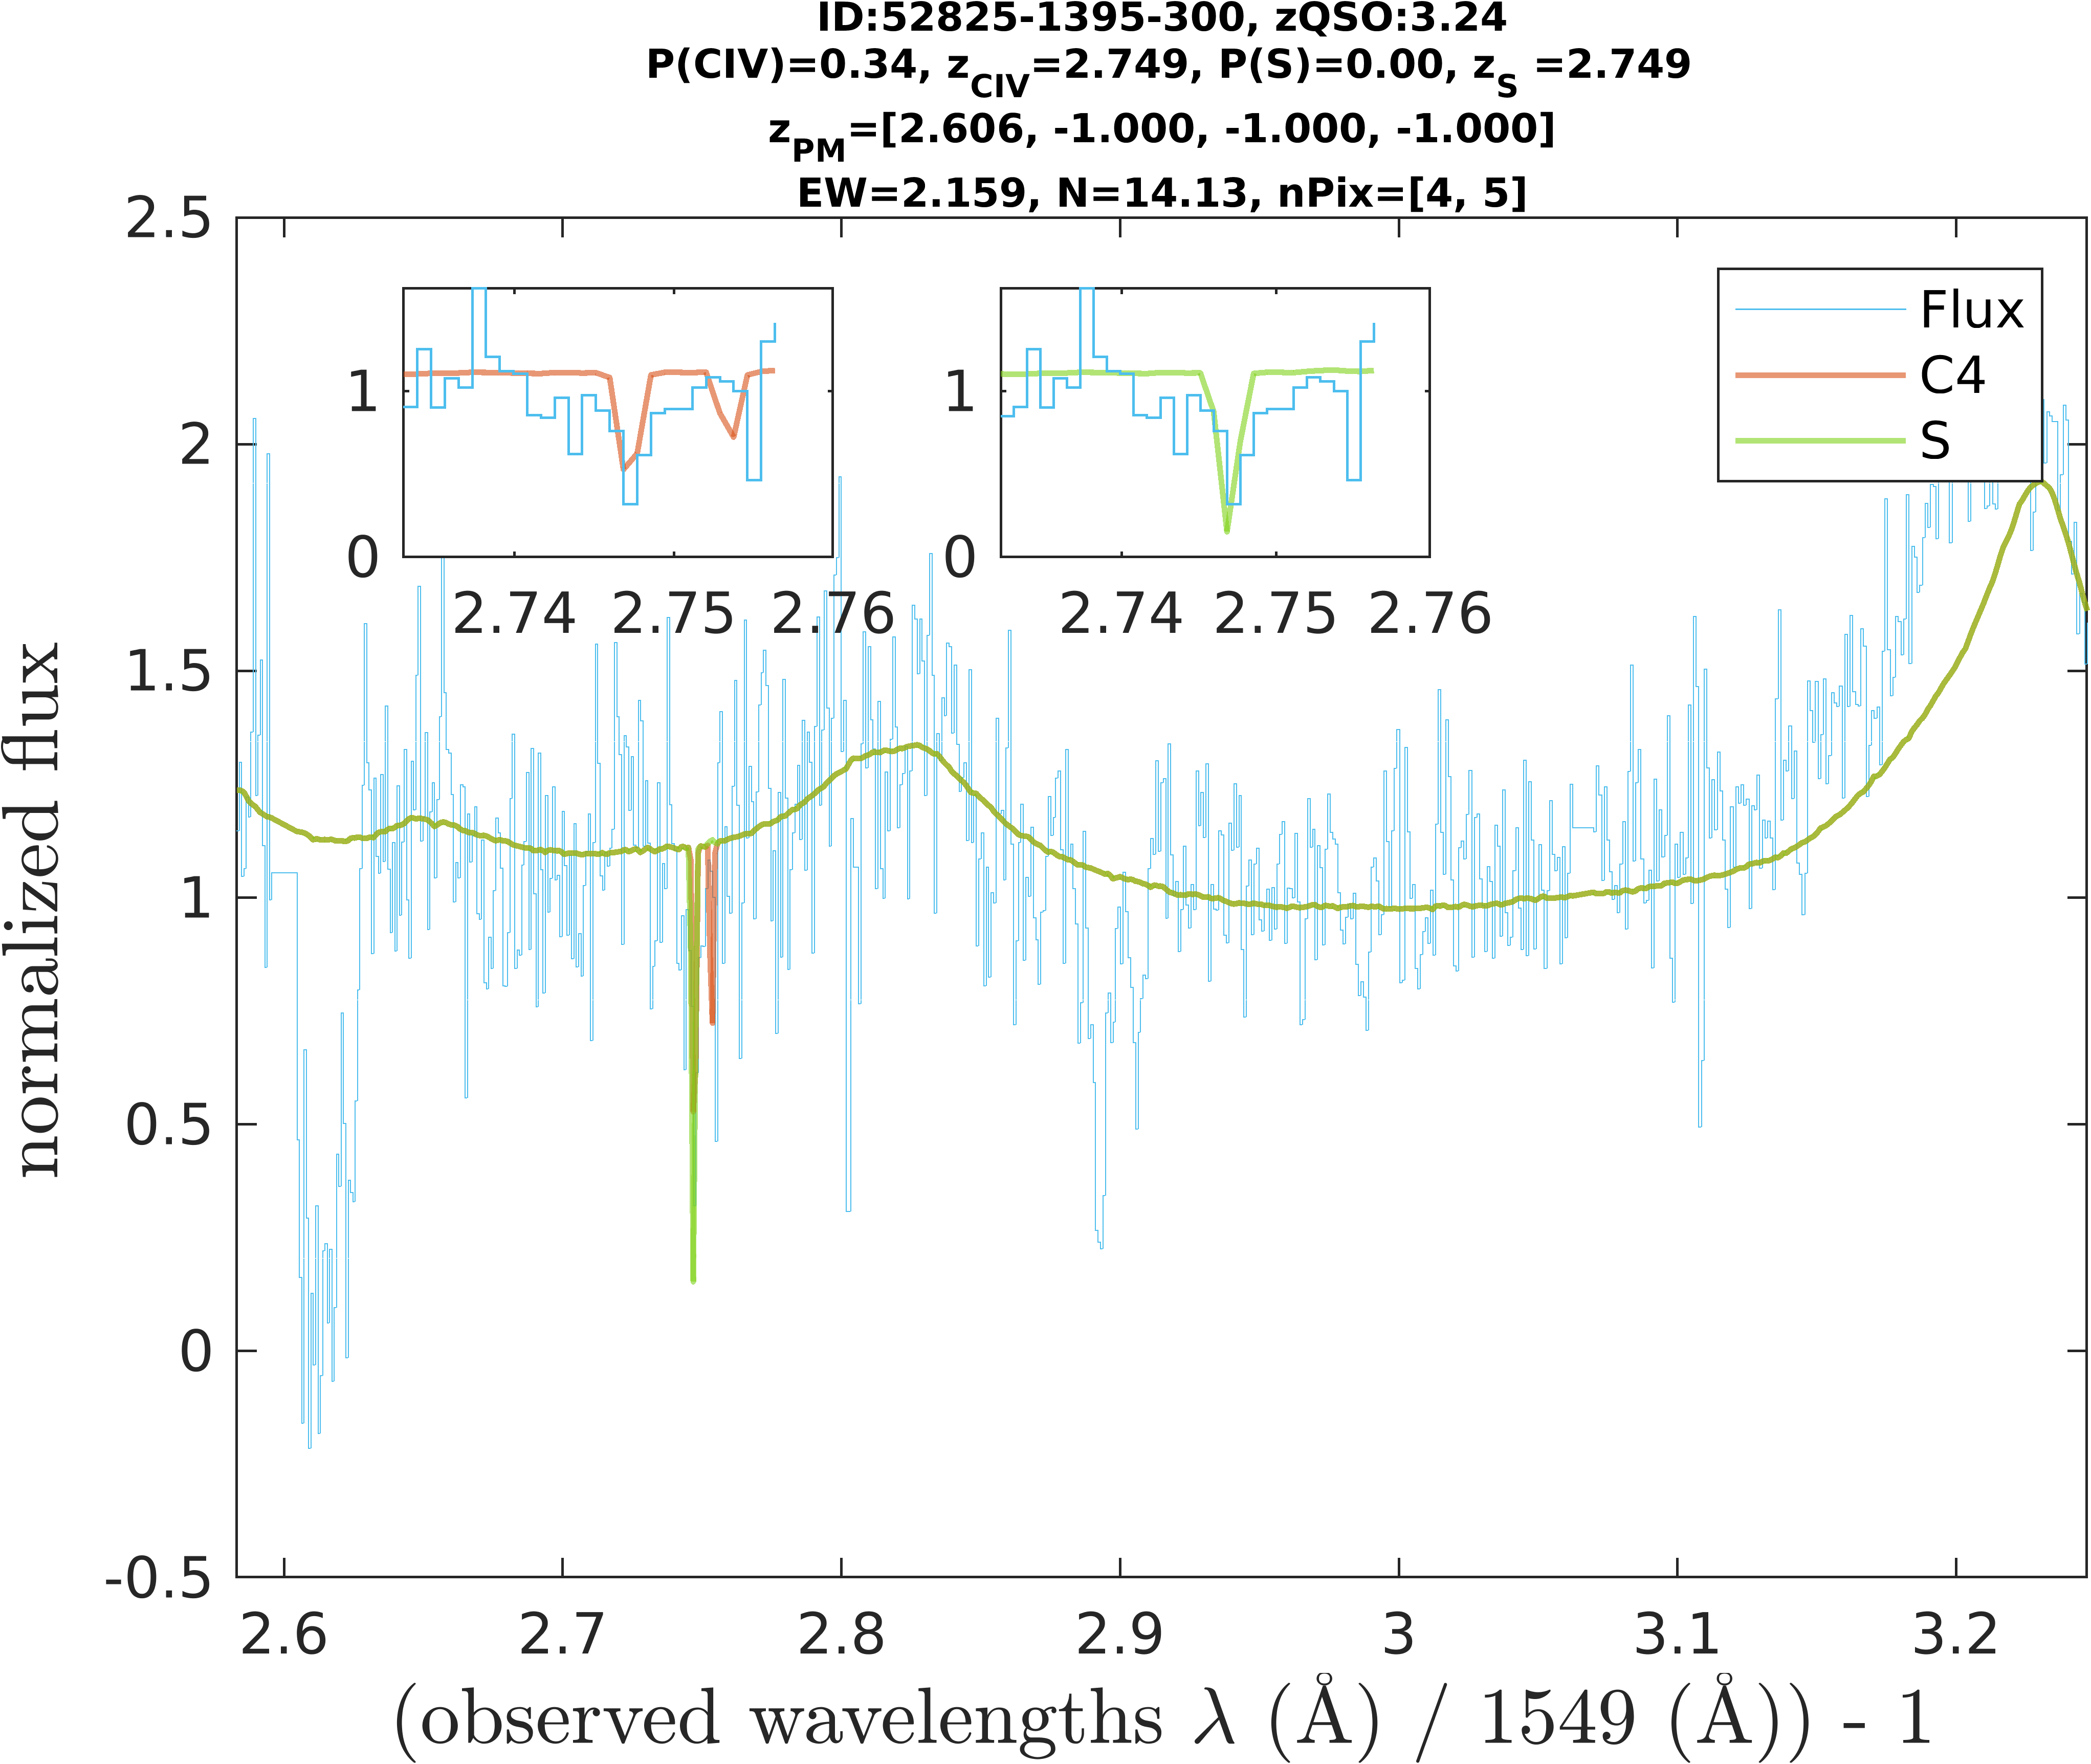 ID:52825-1395-300, zQSO:3.24
P(CIV)=0.34, zCIV=2.749, P(S)=0.00, zS =2.749
zPM=[2.606, -1.000, -1.000, -1.000]
EW=2.159, N=14.13, nPix=[4, 5]
2.5
2
1.5
1
0.5
0
-0.5
normalized flux
1
0
2.74 2.75 2.76
1
0
2.74 2.75 2.76
Flux
C4
S
2.6 2.7 2.8 2.9 3 3.1 3.2
(observed wavelengths λ (Å) / 1549 (Å)) - 1